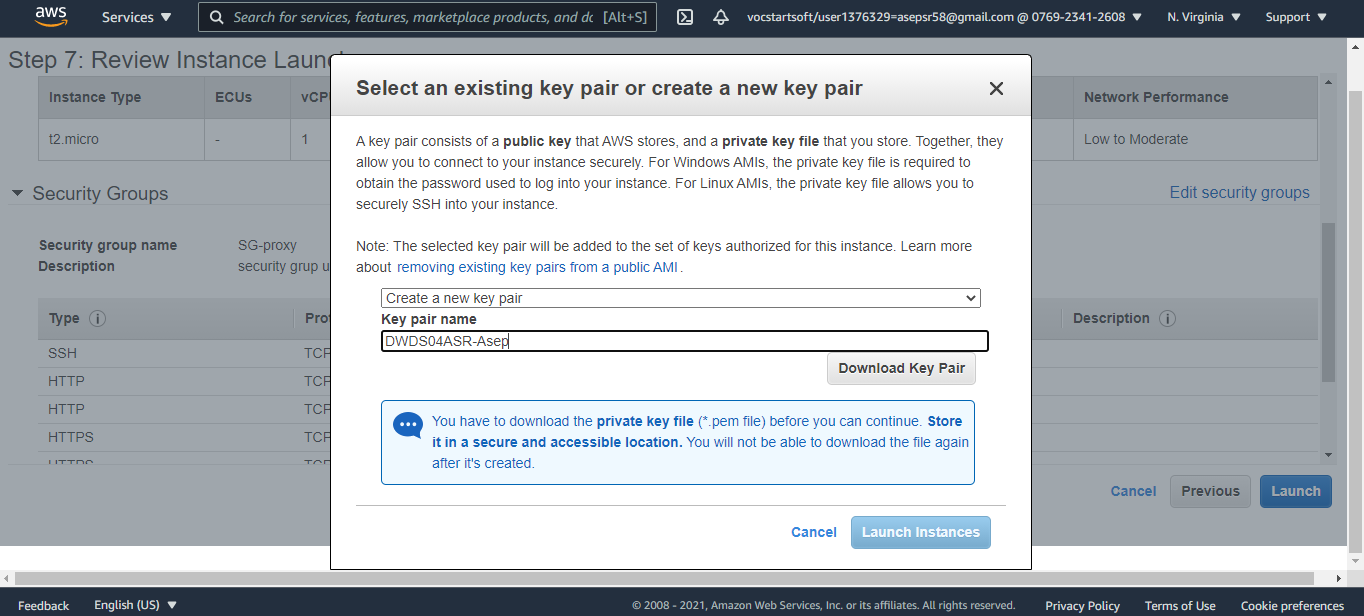 aws
Services
Search for services, features, marketplace products, and dc [Alt+S]
vocstartsoft/user1376329=asepsr58@gmail.com @ 0769-2341-2608
N. Virginia
Support
Step 7: Review Instance Launc
Instance Type
ECUs
vCPU
Network Performance
t2.micro
-
1
Low to Moderate
Security Groups
Edit security groups
Security group name
SG-proxy
Description
security grup u
Type
Prot
Description
SSH
TCP
HTTP
TCP
HTTP
TCP
HTTPS
TCP
HTTPS
TCP
Cancel
Previous
Launch
Select an existing key pair or create a new key pair
A key pair consists of a public key that AWS stores, and a private key file that you store. Together, they
allow you to connect to your instance securely. For Windows AMIs, the private key file is required to
obtain the password used to log into your instance. For Linux AMIs, the private key file allows you to
securely SSH into your instance.
Note: The selected key pair will be added to the set of keys authorized for this instance. Learn more
about removing existing key pairs from a public AMI.
Create a new key pair
Key pair name
DWDS04ASR-Asep
Download Key Pair
You have to download the private key file (*.pem file) before you can continue. Store
it in a secure and accessible location. You will not be able to download the file again
after it's created.
Cancel
Launch Instances
Feedback
English (US)
© 2008 - 2021, Amazon Web Services, Inc. or its affiliates. All rights reserved.
Privacy Policy
Terms of Use
Cookie preferences